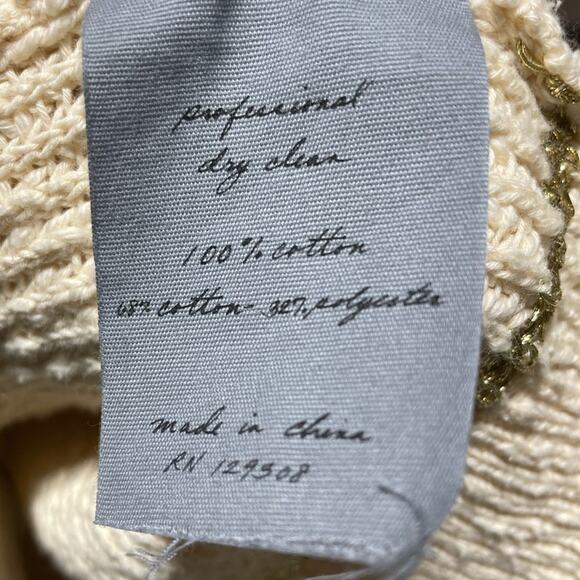 professional
dry clean
100% cotton
68% cotton - 32% polyester
made in china
RN 129308